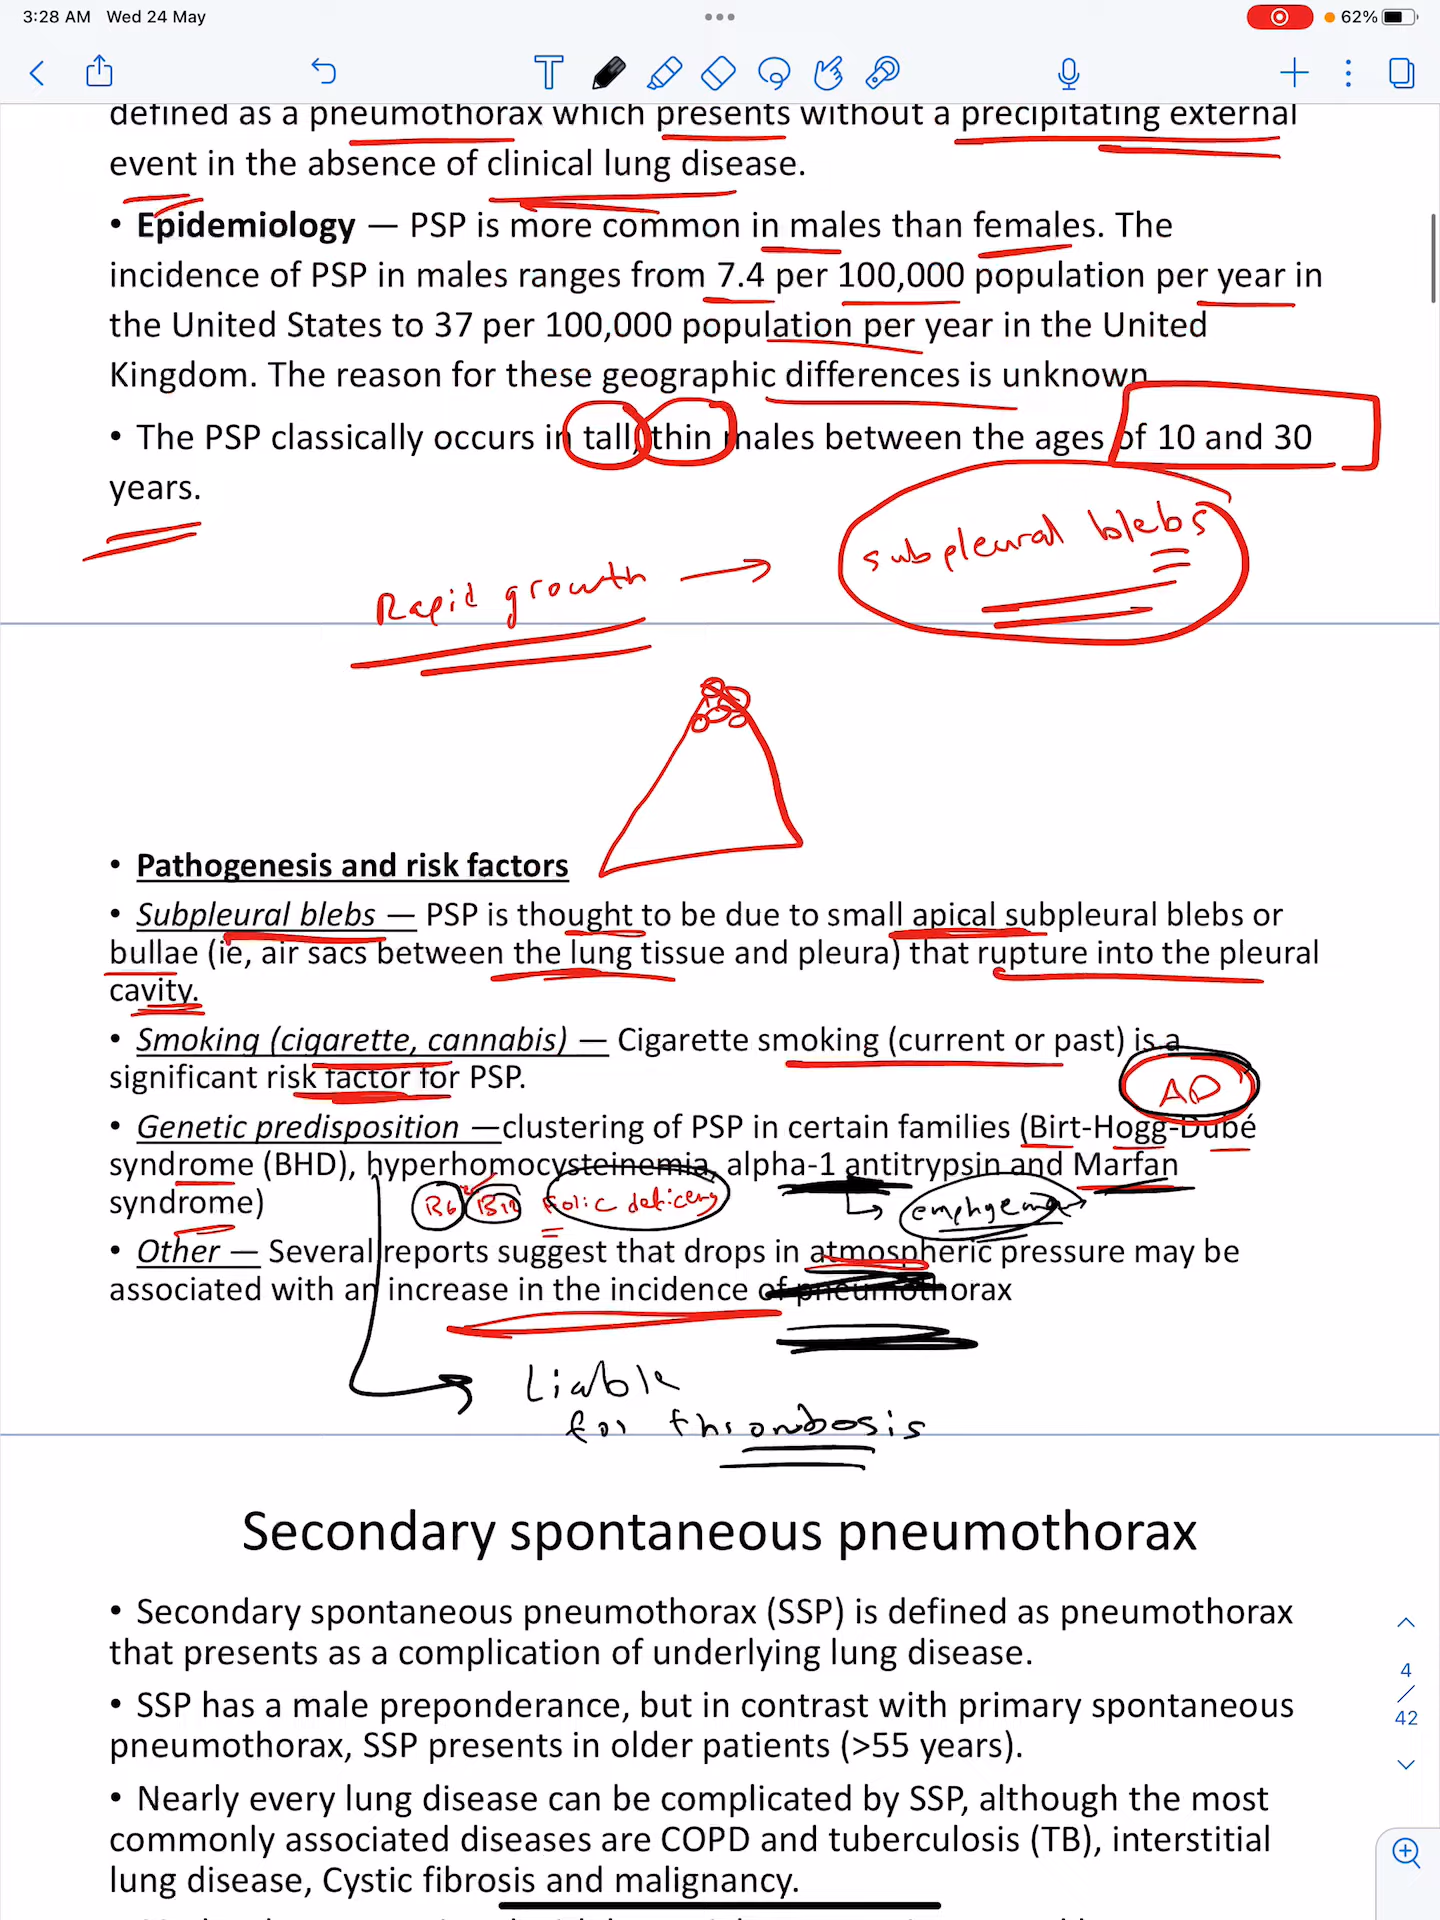 3:28 AM Wed 24 May
62%
defined as a pneumothorax which presents without a precipitating external
event in the absence of clinical lung disease.
• Epidemiology — PSP is more common in males than females. The
incidence of PSP in males ranges from 7.4 per 100,000 population per year in
the United States to 37 per 100,000 population per year in the United
Kingdom. The reason for these geographic differences is unknown
• The PSP classically occurs in tall, thin males between the ages of 10 and 30
years.
subpleural blebs
Rapid growth
• Pathogenesis and risk factors
• Subpleural blebs — PSP is thought to be due to small apical subpleural blebs or
bullae (ie, air sacs between the lung tissue and pleura) that rupture into the pleural
cavity.
• Smoking (cigarette, cannabis) — Cigarette smoking (current or past) is a
significant risk factor for PSP.
AD
• Genetic predisposition —clustering of PSP in certain families (Birt-Hogg-Dubé
syndrome (BHD), hyperhomocysteinemia, alpha-1 antitrypsin and Marfan
syndrome)
B6 B12 Folic
• Other — Several reports suggest that drops in atmospheric pressure may be
associated with an increase in the incidence of pneumothorax
Liable
for thrombosis
Secondary spontaneous pneumothorax
• Secondary spontaneous pneumothorax (SSP) is defined as pneumothorax
that presents as a complication of underlying lung disease.
• SSP has a male preponderance, but in contrast with primary spontaneous
pneumothorax, SSP presents in older patients (>55 years).
• Nearly every lung disease can be complicated by SSP, although the most
commonly associated diseases are COPD and tuberculosis (TB), interstitial
lung disease, Cystic fibrosis and malignancy.
4
/
42